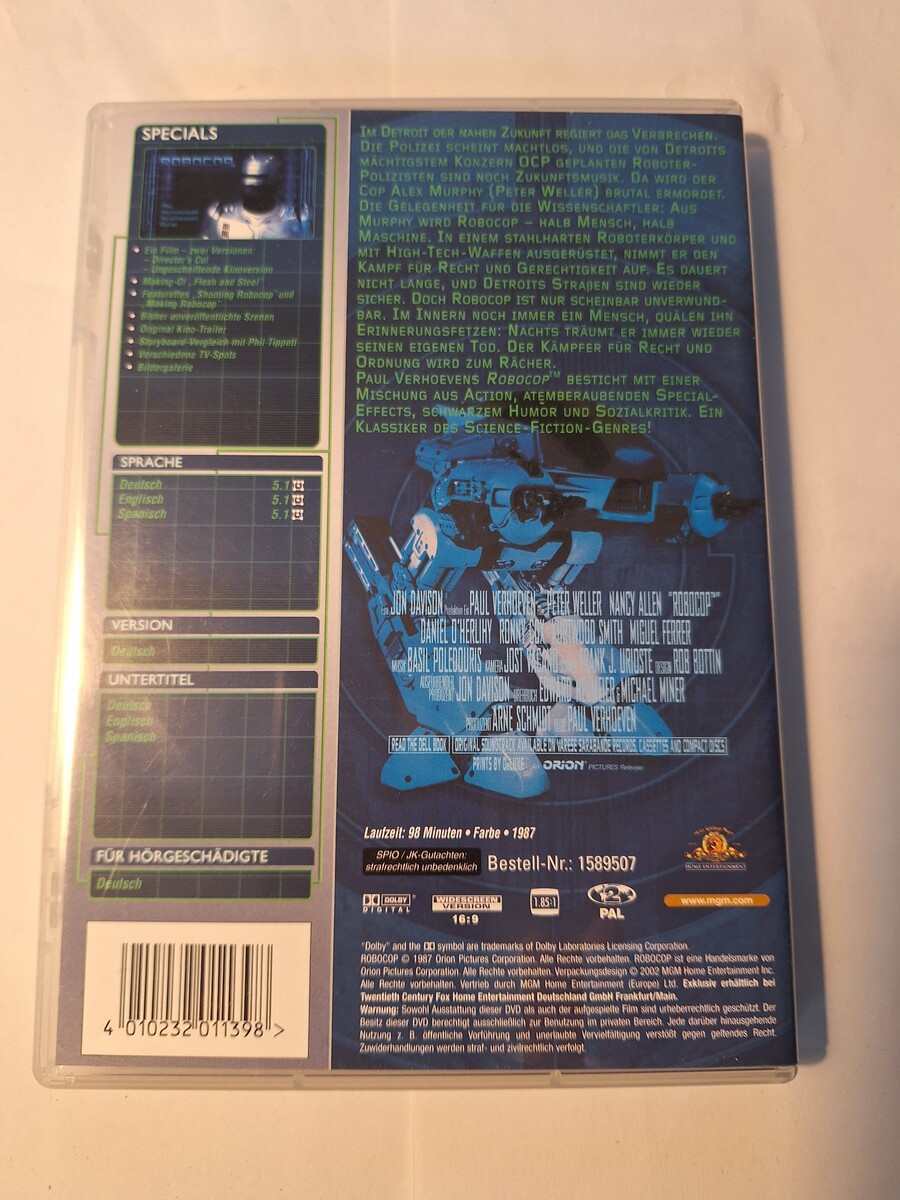 SPECIALS
ROBOCOP
Ein Film – zwei Versionen:
- Director's Cut
- Ungeschnittene Kinoversion
Making-Of „Flesh and Steel"
Featurettes „Shooting Robocop" und
„Making Robocop"
Bisher unveröffentlichte Szenen
Original Kino-Trailer
Storyboard-Vergleich mit Phil Tippett
Verschiedene TV-Spots
Bildergalerie
SPRACHE
Deutsch 5.1
Englisch 5.1
Spanisch 5.1
VERSION
Deutsch
UNTERTITEL
Deutsch
Englisch
Spanisch
FÜR HÖRGESCHÄDIGTE
Deutsch
4 010232 011398 >
IM DETROIT DER NAHEN ZUKUNFT REGIERT DAS VERBRECHEN.
DIE POLIZEI SCHEINT MACHTLOS, UND DIE VON DETROITS
MÄCHTIGSTEM KONZERN OCP GEPLANTEN ROBOTER-
POLIZISTEN SIND NOCH ZUKUNFTSMUSIK. DA WIRD DER
COP ALEX MURPHY (PETER WELLER) BRUTAL ERMORDET.
DIE GELEGENHEIT FÜR DIE WISSENSCHAFTLER: AUS
MURPHY WIRD ROBOCOP – HALB MENSCH, HALB
MASCHINE. IN EINEM STAHLHARTEN ROBOTERKÖRPER UND
MIT HIGH-TECH-WAFFEN AUSGERÜSTET, NIMMT ER DEN
KAMPF FÜR RECHT UND GERECHTIGKEIT AUF. ES DAUERT
NICHT LANGE, UND DETROITS STRAßEN SIND WIEDER
SICHER. DOCH ROBOCOP IST NUR SCHEINBAR UNVERWUND-
BAR. IM INNERN NOCH IMMER EIN MENSCH, QUÄLEN IHN
ERINNERUNGSFETZEN: NACHTS TRÄUMT ER IMMER WIEDER
SEINEN EIGENEN TOD. DER KÄMPFER FÜR RECHT UND
ORDNUNG WIRD ZUM RÄCHER.
PAUL VERHOEVENS ROBOCOP™ BESTICHT MIT EINER
MISCHUNG AUS ACTION, ATEMBERAUBENDEN SPECIAL-
EFFECTS, SCHWARZEM HUMOR UND SOZIALKRITIK. EIN
KLASSIKER DES SCIENCE-FICTION-GENRES!
JON DAVISON Produktion Ein PAUL VERHOEVEN PETER WELLER NANCY ALLEN "ROBOCOP"™
DANIEL O'HERLIHY SMITH MIGUEL FERRER
MUSIK BASIL POLEDOURIS KAMERA JOST J. URIOSTE DESIGN ROB BOTTIN
AUSFÜHRENDER PRODUZENT JON DAVISON DREHBUCH & MICHAEL MINER
PRODUZENT ARNE SCHMIDT PAUL VERHOEVEN
READ THE DELL BOOK ORIGINAL SOUNDTRACK AVAILABLE ON VARESE SARABANDE RECORDS, CASSETTES AND COMPACT DISCS
PRINTS BY DELUXE AN ORION PICTURES Release
Laufzeit: 98 Minuten • Farbe • 1987
SPIO / JK-Gutachten:
strafrechtlich unbedenklich
Bestell-Nr.: 1589507
HOME ENTERTAINMENT
DOLBY
DIGITAL
WIDESCREEN
VERSION
16:9
1.85:1
2
PAL
www.mgm.com
"Dolby" and the symbol are trademarks of Dolby Laboratories Licensing Corporation.
ROBOCOP © 1987 Orion Pictures Corporation. Alle Rechte vorbehalten. ROBOCOP ist eine Handelsmarke von
Orion Pictures Corporation. Alle Rechte vorbehalten. Verpackungsdesign © 2002 MGM Home Entertainment Inc.
Alle Rechte vorbehalten. Vertrieb durch MGM Home Entertainment (Europe) Ltd. Exklusiv erhältlich bei
Twentieth Century Fox Home Entertainment Deutschland GmbH Frankfurt/Main.
Warnung: Sowohl Ausstattung dieser DVD als auch der aufgespielte Film sind urheberrechtlich geschützt. Der
Besitz dieser DVD berechtigt ausschließlich zur Benutzung im privaten Bereich. Jede darüber hinausgehende
Nutzung z. B. öffentliche Vorführung und unerlaubte Vervielfältigung verstößt gegen geltendes Recht.
Zuwiderhandlungen werden straf- und zivilrechtlich verfolgt.